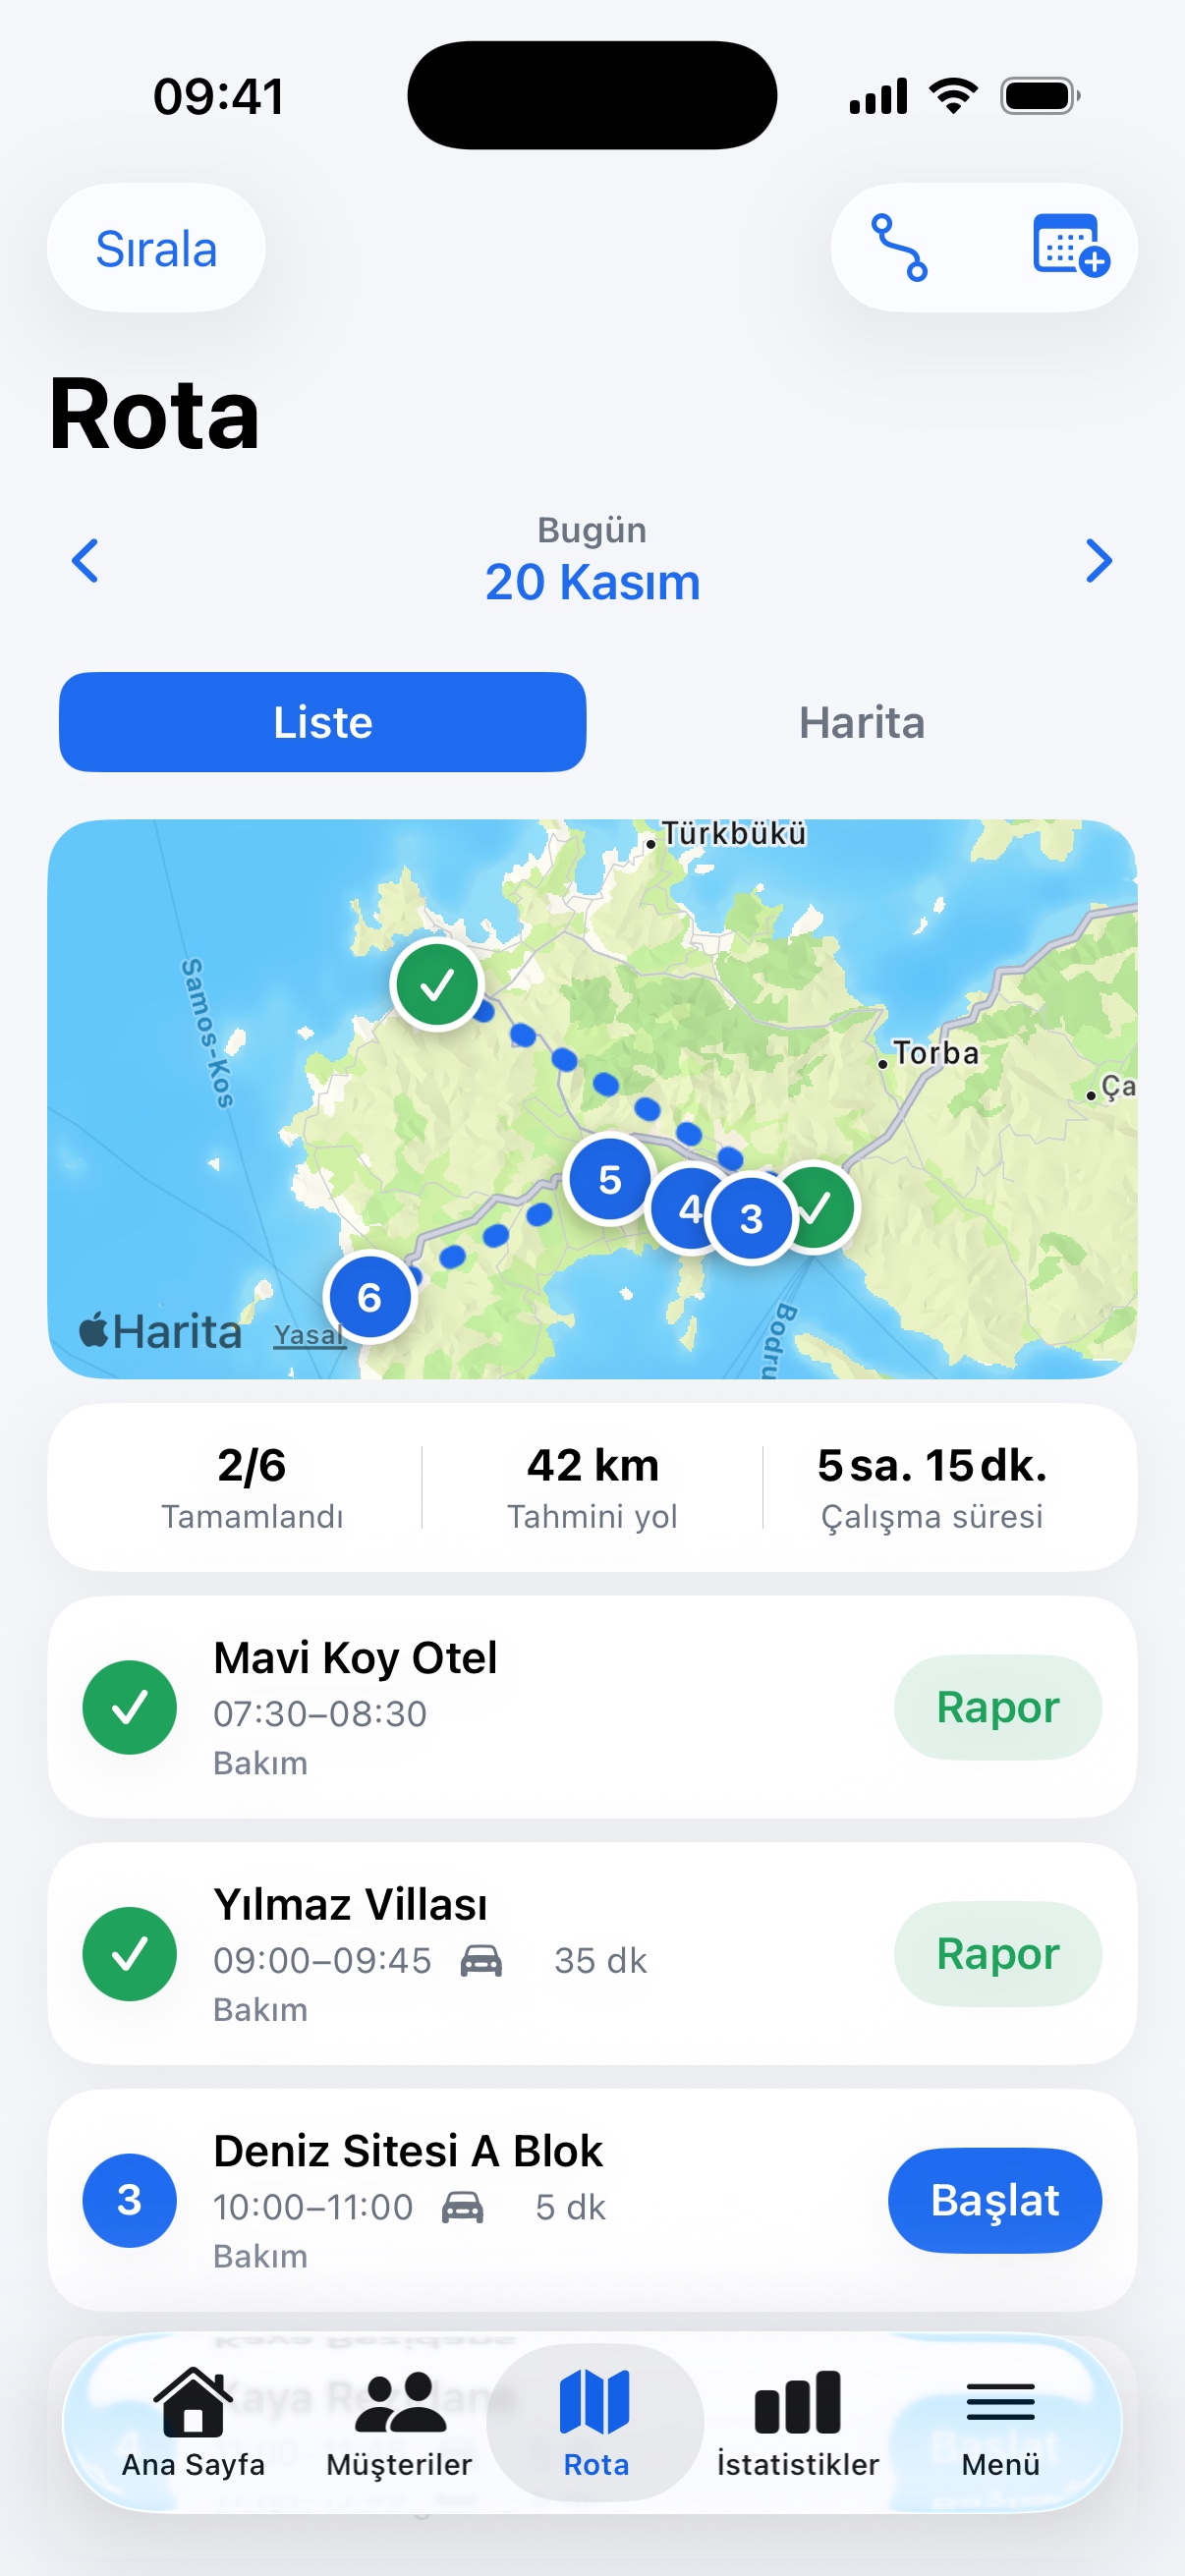 09:41
Sırala
Rota
Bugün
20 Kasım
Liste
Harita
Türkbükü
Samos-Kos
Torba
5
4
3
6
Harita
Yasal
2/6
Tamamlandı
42 km
Tahmini yol
5 sa. 15 dk.
Çalışma süresi
Mavi Koy Otel
07:30–08:30
Bakım
Rapor
Yılmaz Villası
09:00–09:45 35 dk
Bakım
Rapor
3
Deniz Sitesi A Blok
10:00–11:00 5 dk
Bakım
Başlat
Ana Sayfa
Müşteriler
Rota
İstatistikler
Menü